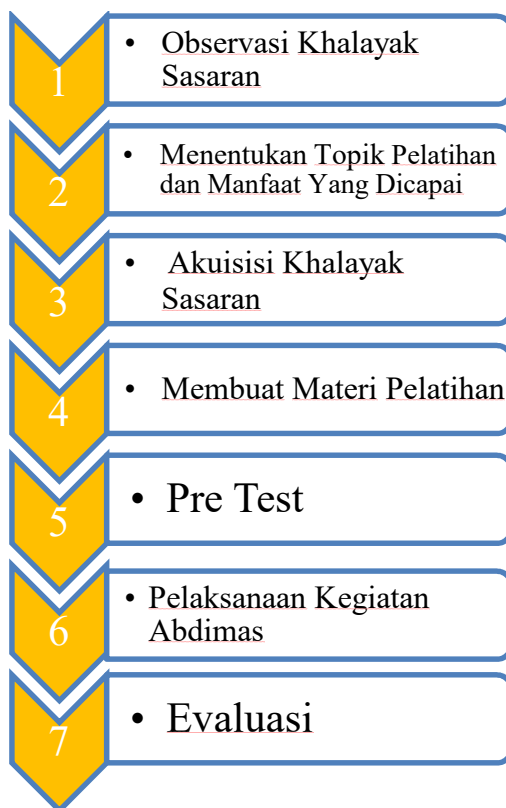 1
• Observasi Khalayak
Sasaran
2
• Menentukan Topik Pelatihan
dan Manfaat Yang Dicapai
3
• Akuisisi Khalayak
Sasaran
4
• Membuat Materi Pelatihan
5
• Pre Test
6
• Pelaksanaan Kegiatan
Abdimas
7
• Evaluasi